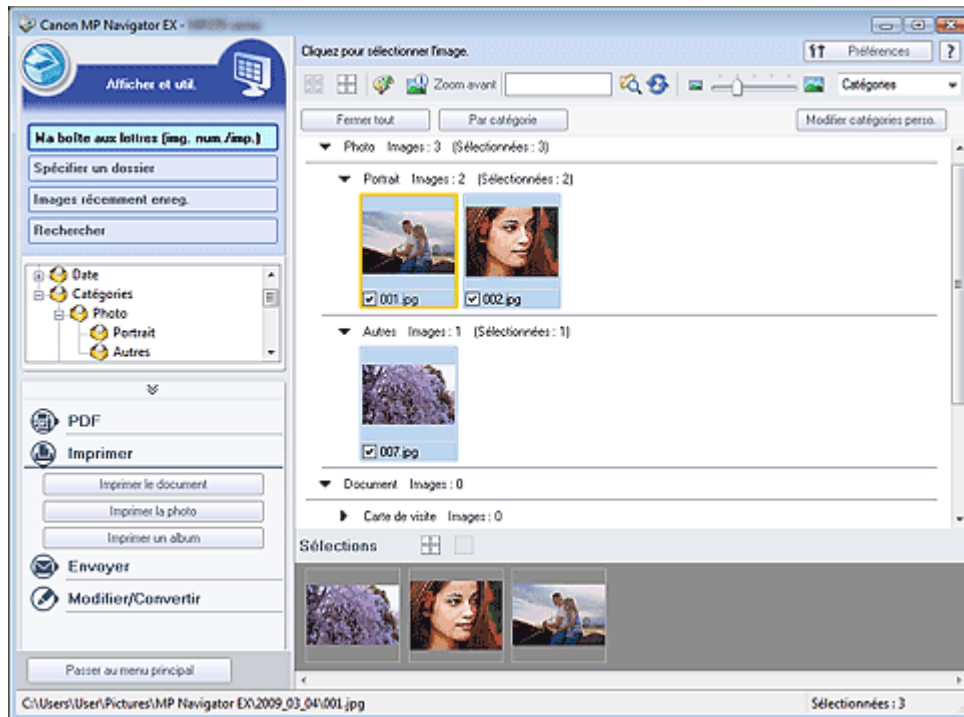 Canon MP Navigator EX -
Cliquez pour sélectionner l'image.
Préférences
?
Afficher et util.
Zoom avant
Catégories
Fermer tout
Par catégorie
Modifier catégories perso.
Ma boîte aux lettres (img. num./imp.)
Spécifier un dossier
Images récemment enreg.
Rechercher
Date
Catégories
Photo
Portrait
Autres
Photo Images : 3 (Sélectionnées : 3)
Portrait Images : 2 (Sélectionnées : 2)
001.jpg
002.jpg
Autres Images : 1 (Sélectionnées : 1)
007.jpg
Document Images : 0
Carte de visite Images : 0
PDF
Imprimer
Imprimer le document
Imprimer la photo
Imprimer un album
Envoyer
Modifier/Convertir
Sélections
Passer au menu principal
C:\Users\User\Pictures\MP Navigator EX\2009_03_04\001.jpg
Sélectionnées : 3